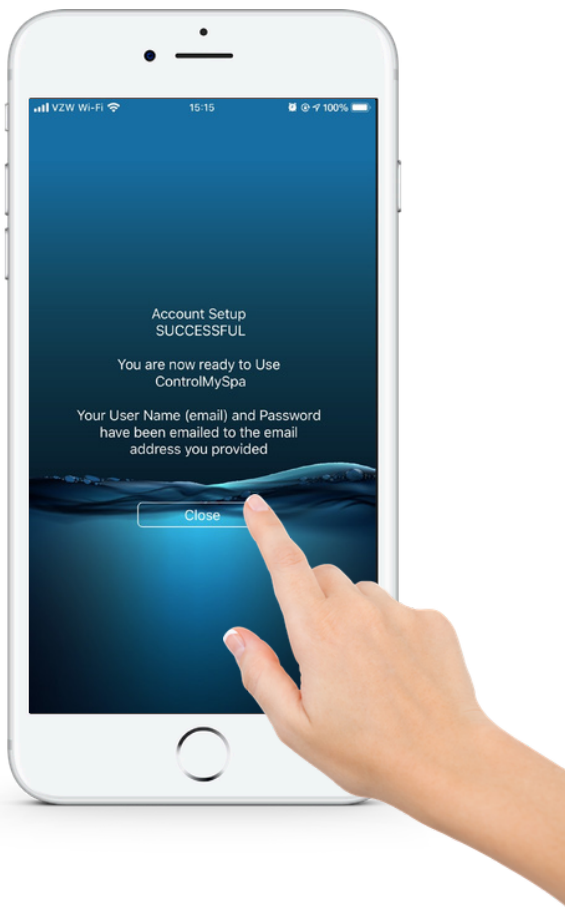 VZW Wi-Fi 15:15 100%
Account Setup
SUCCESSFUL
You are now ready to Use
ControlMySpa
Your User Name (email) and Password
have been emailed to the email
address you provided
Close